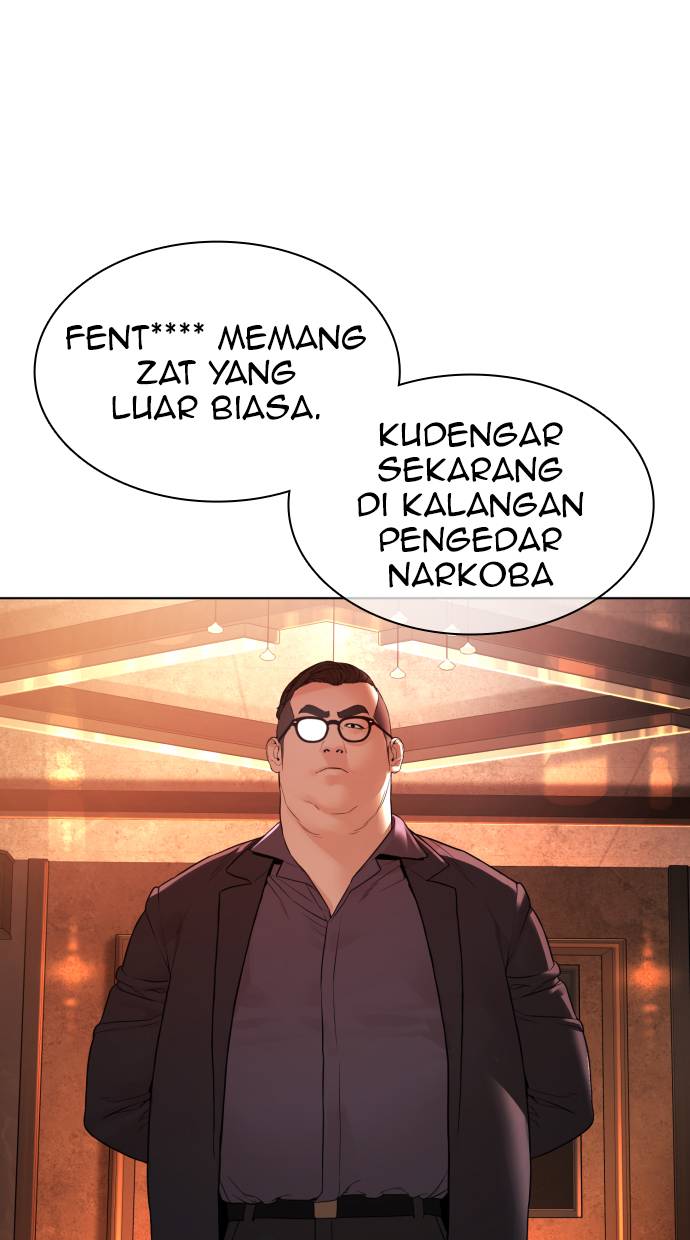 FENT**** MEMANG
ZAT YANG
LUAR BIASA.
KUDENGAR
SEKARANG
DI KALANGAN
PENGEDAR
NARKOBA